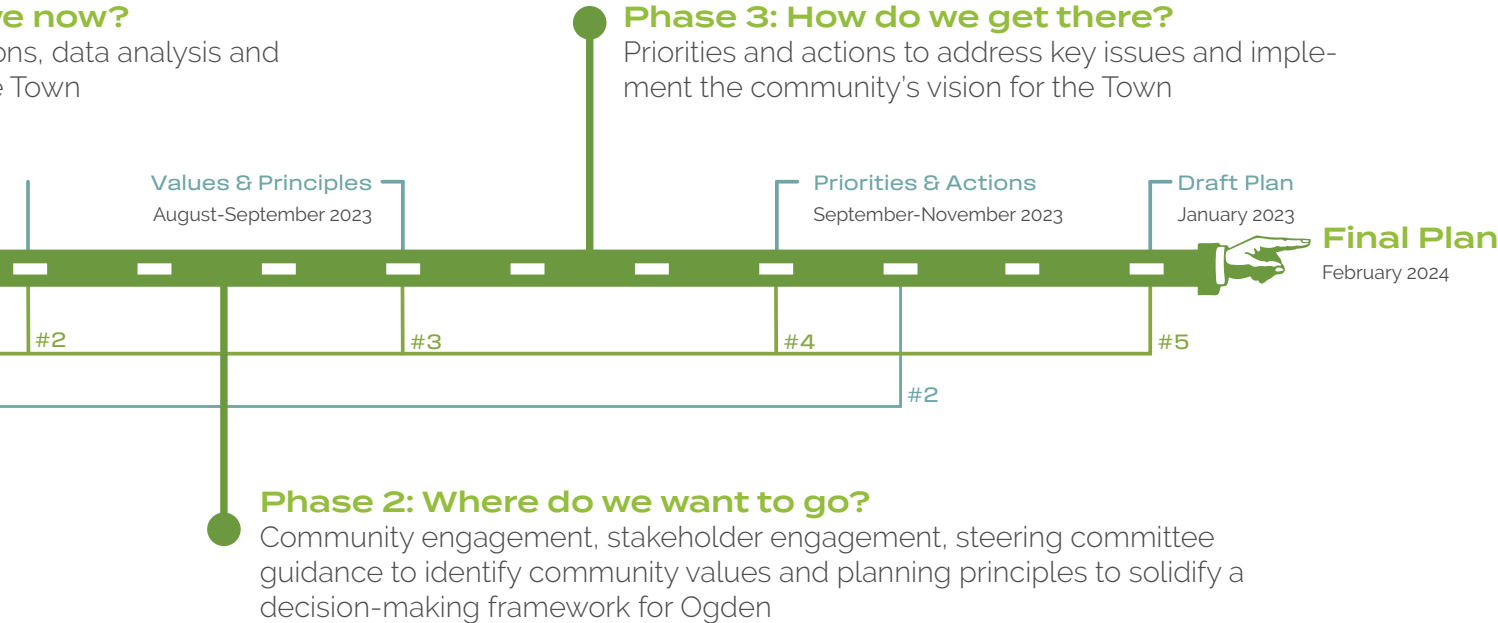 ve now?
ons, data analysis and
e Town
Phase 3: How do we get there?
Priorities and actions to address key issues and imple-
ment the community's vision for the Town
Values & Principles
August-September 2023
Priorities & Actions
September-November 2023
Draft Plan
January 2023
Final Plan
February 2024
#2
#3
#4
#5
#2
Phase 2: Where do we want to go?
Community engagement, stakeholder engagement, steering committee
guidance to identify community values and planning principles to solidify a
decision-making framework for Ogden